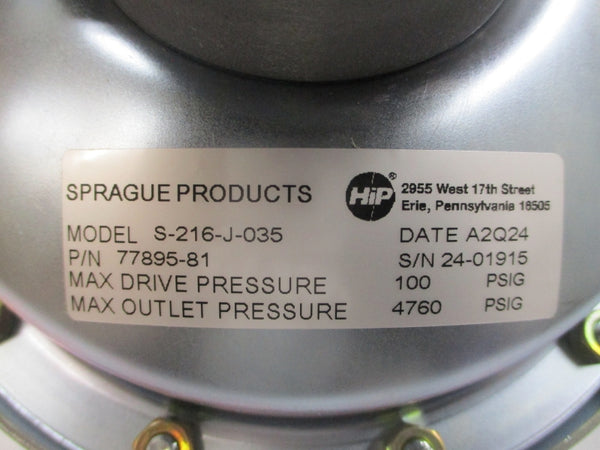 SPRAGUE PRODUCTS
HiP®
2955 West 17th Street
Erie, Pennsylvania 16505
MODEL S-216-J-035 DATE A2Q24
P/N 77895-81 S/N 24-01915
MAX DRIVE PRESSURE 100 PSIG
MAX OUTLET PRESSURE 4760 PSIG